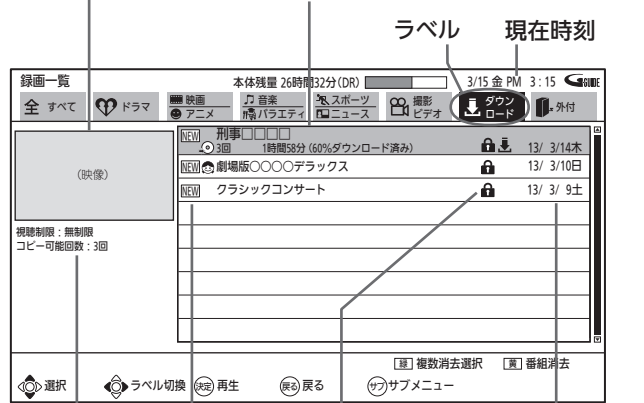 ラベル 現在時刻
録画一覧 本体残量 26時間32分(DR) 3/15 金 PM 3:15 GGUIDE
全 すべて ドラマ 映画 アニメ 音楽 バラエティ スポーツ ニュース 撮影 ビデオ ダウン ロード 外付
NEW 刑事□□□□
3回 1時間58分 (60%ダウンロード済み) 13/ 3/14木
NEW 劇場版○○○○デラックス 13/ 3/10日
NEW クラシックコンサート 13/ 3/ 9土
(映像)
視聴制限:無制限
コピー可能回数:3回
緑 複数消去選択 黄 番組消去
選択 ラベル切換 決定 再生 戻る 戻る サブ サブメニュー